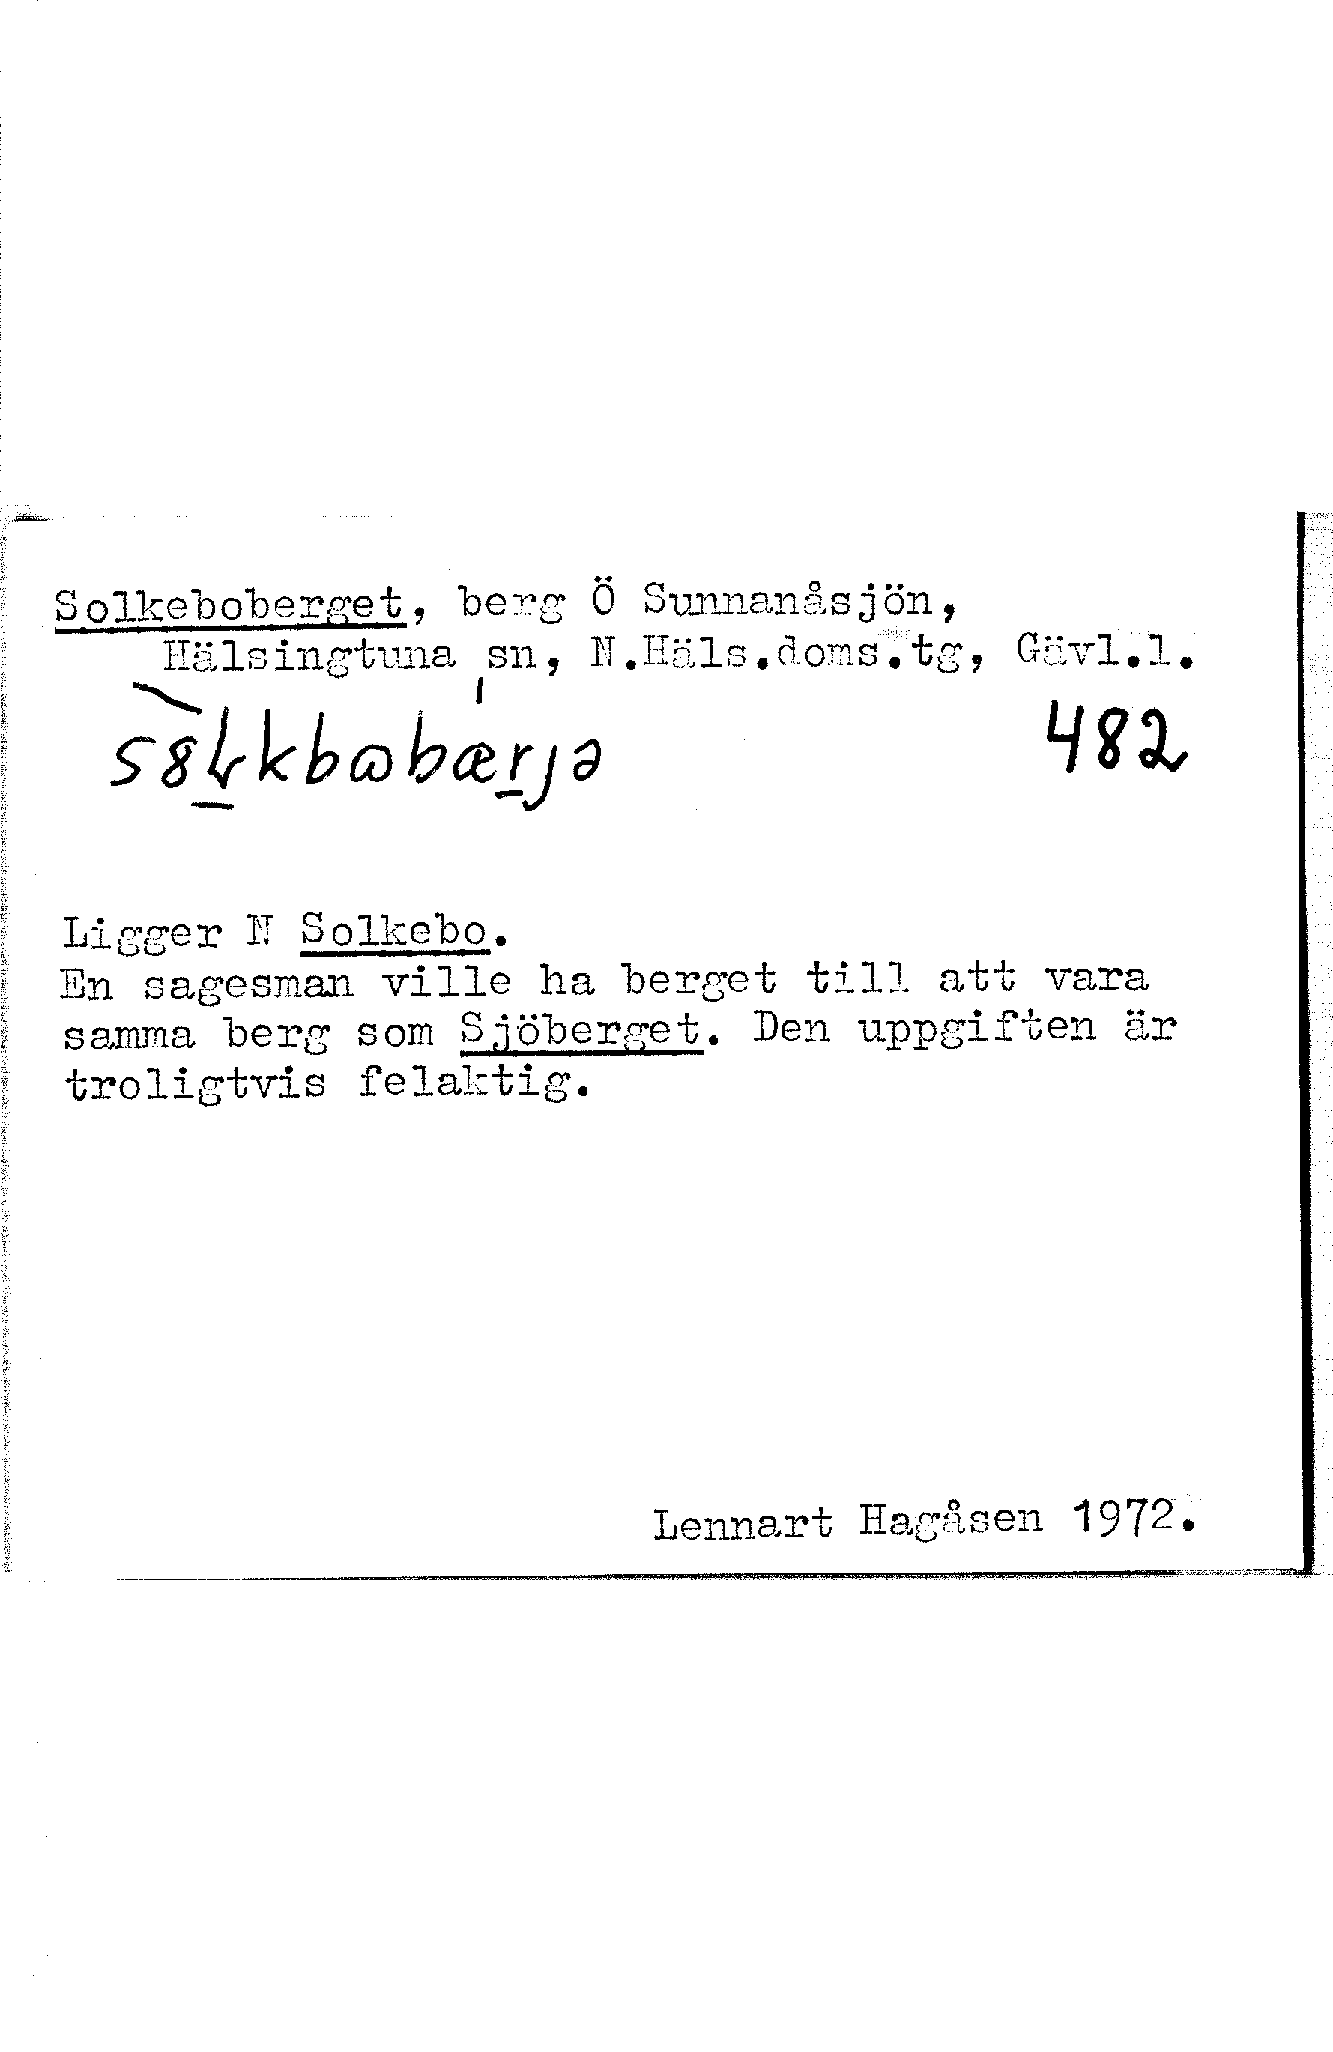 Solkeboberget, berg Ö Sunnanåsjön,
Hälsingtuna sn, N.Häls.doms.tg, Gävl.l.
482
Ligger N Solkebo.
En sagesman ville ha berget till att vara
samma berg som Sjöberget. Den uppgiften är
troligtvis felaktig.
Lennart Hagåsen 1972.